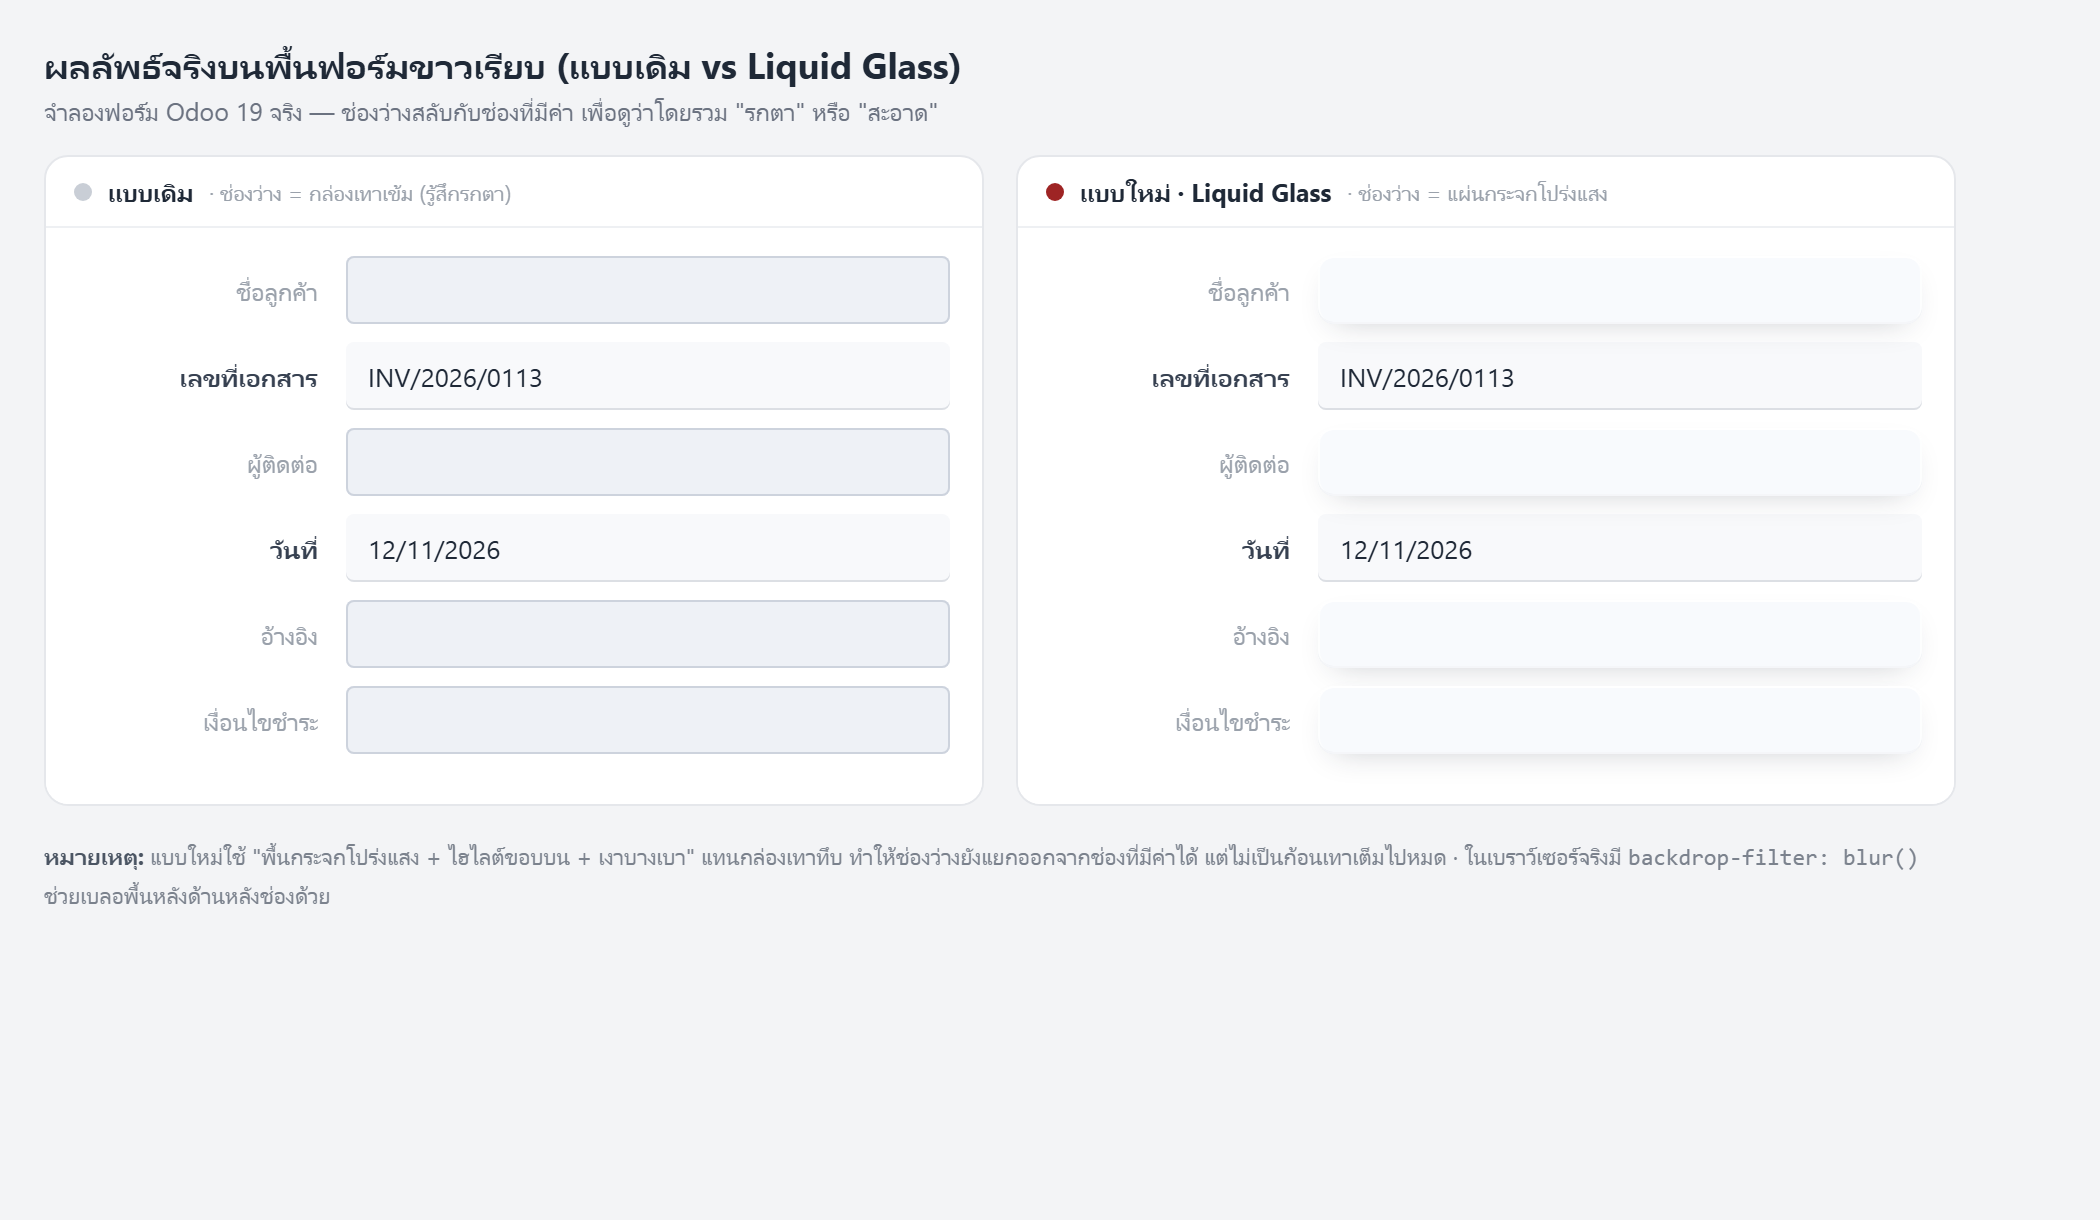 ผลลัพธ์จริงบนพื้นฟอร์มขาวเรียบ (แบบเดิม vs Liquid Glass)
จำลองฟอร์ม Odoo 19 จริง — ช่องว่างสลับกับช่องที่มีค่า เพื่อดูว่าโดยรวม "รกตา" หรือ "สะอาด"
แบบเดิม · ช่องว่าง = กล่องเทาเข้ม (รู้สึกรกตา)
ชื่อลูกค้า
เลขที่เอกสาร INV/2026/0113
ผู้ติดต่อ
วันที่ 12/11/2026
อ้างอิง
เงื่อนไขชำระ
แบบใหม่ · Liquid Glass · ช่องว่าง = แผ่นกระจกโปร่งแสง
ชื่อลูกค้า
เลขที่เอกสาร INV/2026/0113
ผู้ติดต่อ
วันที่ 12/11/2026
อ้างอิง
เงื่อนไขชำระ
หมายเหตุ: แบบใหม่ใช้ "พื้นกระจกโปร่งแสง + ไฮไลต์ขอบบน + เงาบางเบา" แทนกล่องเทาทึบ ทำให้ช่องว่างยังแยกออกจากช่องที่มีค่าได้ แต่ไม่เป็นก้อนเทาเต็มไปหมด · ในเบราว์เซอร์จริงมี backdrop-filter: blur()
ช่วยเบลอพื้นหลังด้านหลังช่องด้วย